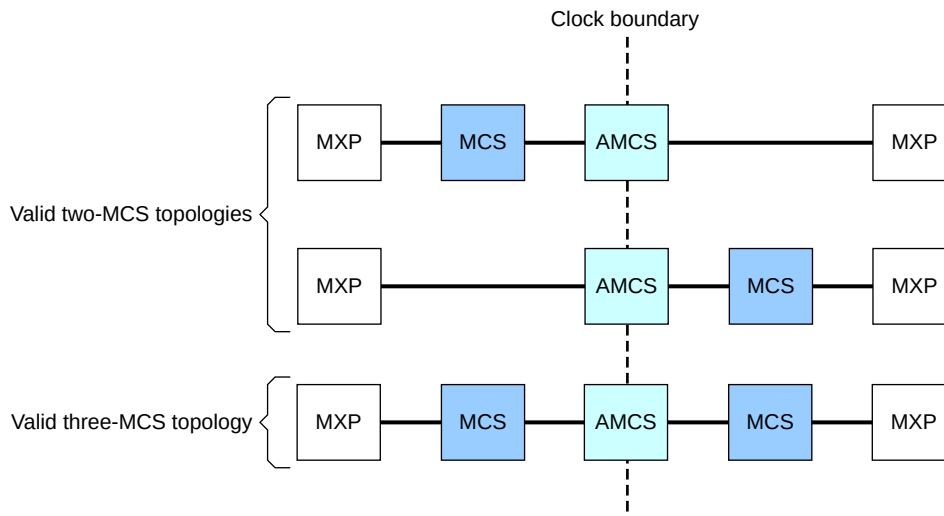 Clock boundary
MXP MCS AMCS MXP
Valid two-MCS topologies
MXP AMCS MCS MXP
Valid three-MCS topology
MXP MCS AMCS MCS MXP